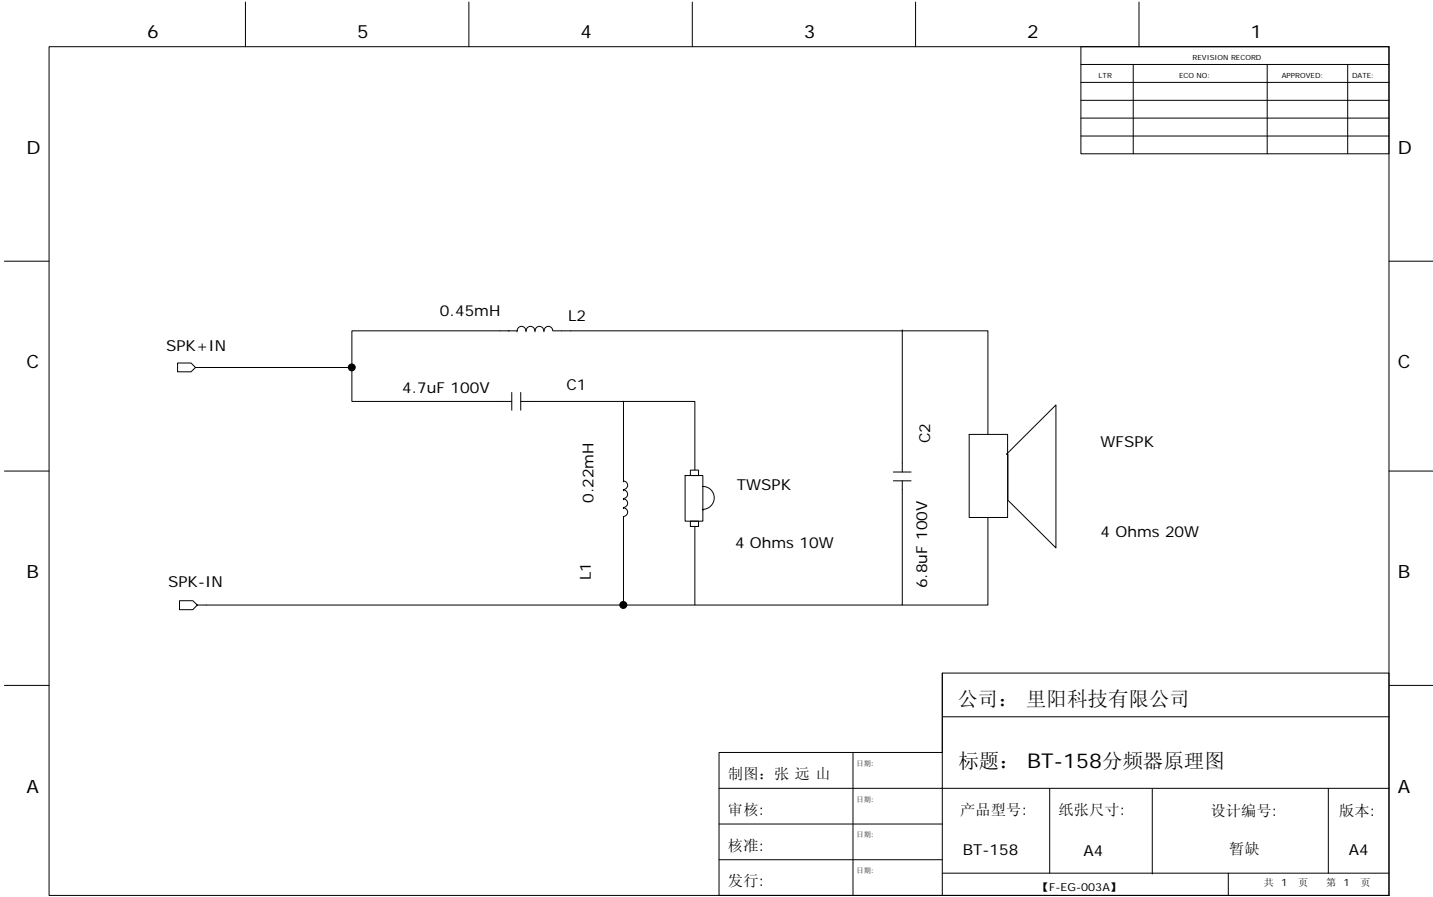 6 5 4 3 2 1
REVISION RECORD
LTR ECO NO: APPROVED: DATE:
D D
0.45mH L2
SPK+IN
C C
4.7uF 100V C1
C2
WFSPK
0.22mH
TWSPK
4 Ohms 10W
6.8uF 100V
4 Ohms 20W
L1
B B
SPK-IN
公司： 里阳科技有限公司
标题： BT-158分频器原理图
制图: 张 远 山 日期:
A A
审核: 日期:
产品型号: 纸张尺寸: 设计编号: 版本:
核准: 日期:
BT-158 A4 暂缺 A4
发行: 日期:
【F-EG-003A】 共 1 页 第 1 页